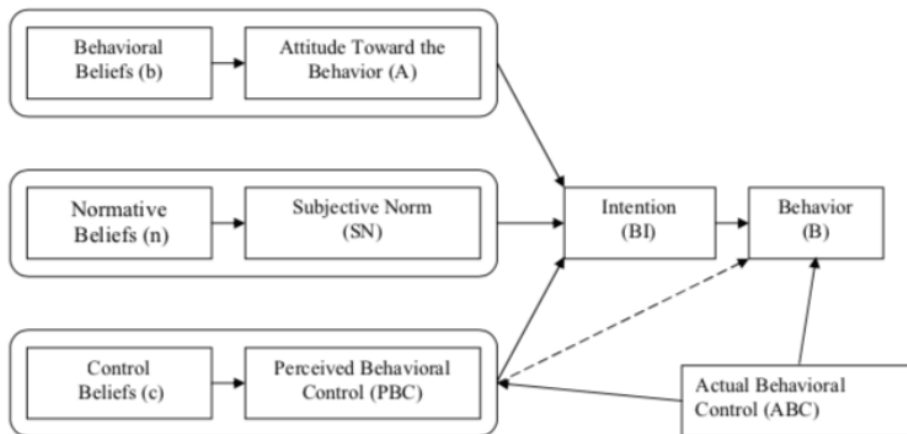 Behavioral
Beliefs (b)
Attitude Toward the
Behavior (A)
Normative
Beliefs (n)
Subjective Norm
(SN)
Intention
(BI)
Behavior
(B)
Control
Beliefs (c)
Perceived Behavioral
Control (PBC)
Actual Behavioral
Control (ABC)